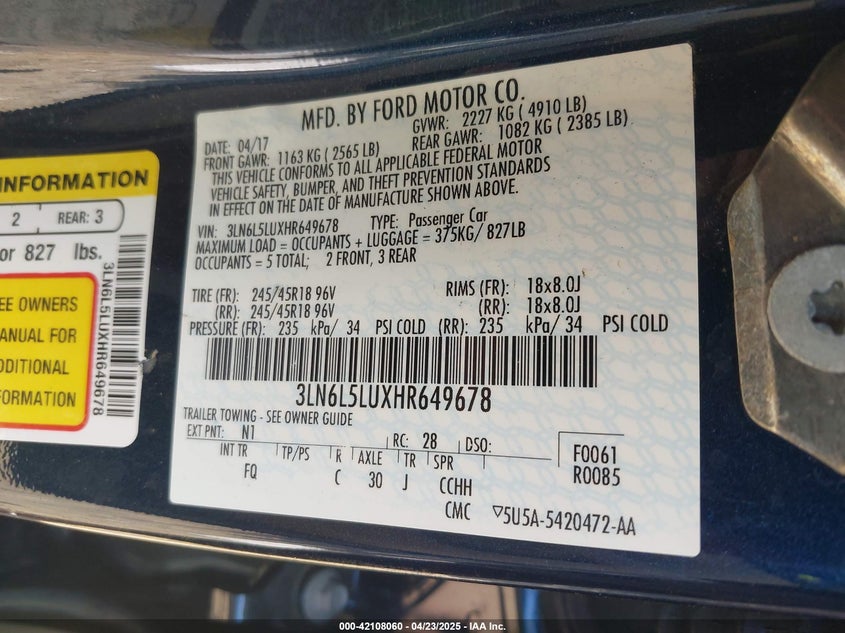 MFD. BY FORD MOTOR CO.
DATE: 04/17 GVWR: 2227 KG ( 4910 LB)
FRONT GAWR: 1163 KG ( 2565 LB) REAR GAWR: 1082 KG ( 2385 LB)
THIS VEHICLE CONFORMS TO ALL APPLICABLE FEDERAL MOTOR
VEHICLE SAFETY, BUMPER, AND THEFT PREVENTION STANDARDS
IN EFFECT ON THE DATE OF MANUFACTURE SHOWN ABOVE.
VIN: 3LN6L5LUXHR649678 TYPE: Passenger Car
MAXIMUM LOAD = OCCUPANTS + LUGGAGE = 375KG/ 827LB
OCCUPANTS = 5 TOTAL; 2 FRONT, 3 REAR
TIRE (FR): 245/45R18 96V RIMS (FR): 18x8.0J
(RR): 245/45R18 96V (RR): 18x8.0J
PRESSURE (FR): 235 kPa/ 34 PSI COLD (RR): 235 kPa/ 34 PSI COLD
3LN6L5LUXHR649678
TRAILER TOWING - SEE OWNER GUIDE
EXT PNT: N1 RC: 28 DSO:
INT TR TP/PS R AXLE TR SPR F0061
FQ C 30 J CCHH R0085
CMC ▽5U5A-5420472-AA
INFORMATION
2 REAR: 3
or 827 lbs.
EE OWNERS
MANUAL FOR
DDITIONAL
FORMATION
3LN6L5LUXHR649678
000-42108060 - 04/23/2025 - IAA Inc.